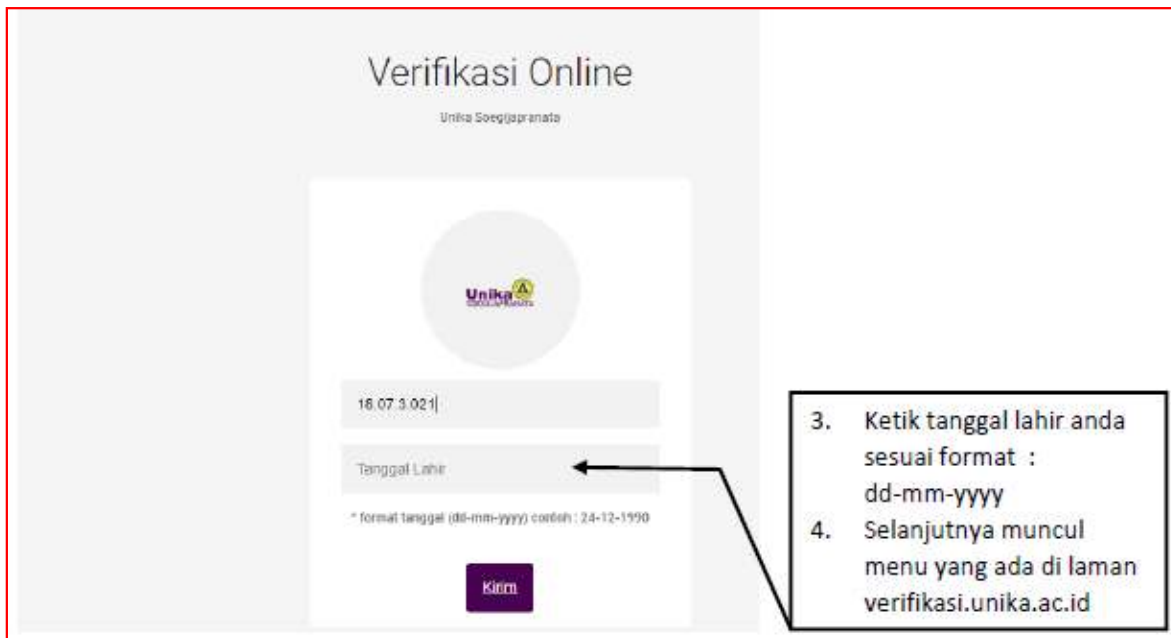 Verifikasi Online
Unika Soegijapranata
Unika
18.07.3.021
Tanggal Lahir
* format tanggal (dd-mm-yyyy) contoh : 24-12-1990
Kirim
3. Ketik tanggal lahir anda
sesuai format :
dd-mm-yyyy
4. Selanjutnya muncul
menu yang ada di laman
verifikasi.unika.ac.id